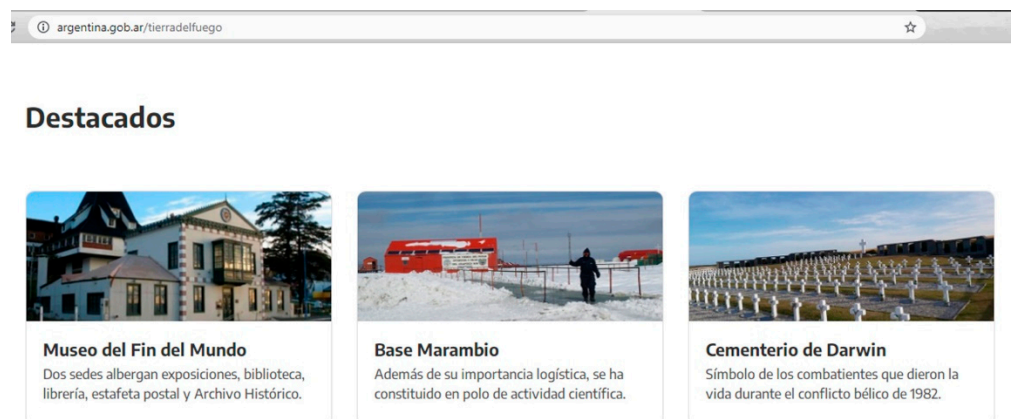 argentina.gob.ar/tierradelfuego
Destacados
Museo del Fin del Mundo
Dos sedes albergan exposiciones, biblioteca,
librería, estafeta postal y Archivo Histórico.
Base Marambio
Además de su importancia logística, se ha
constituido en polo de actividad científica.
Cementerio de Darwin
Símbolo de los combatientes que dieron la
vida durante el conflicto bélico de 1982.